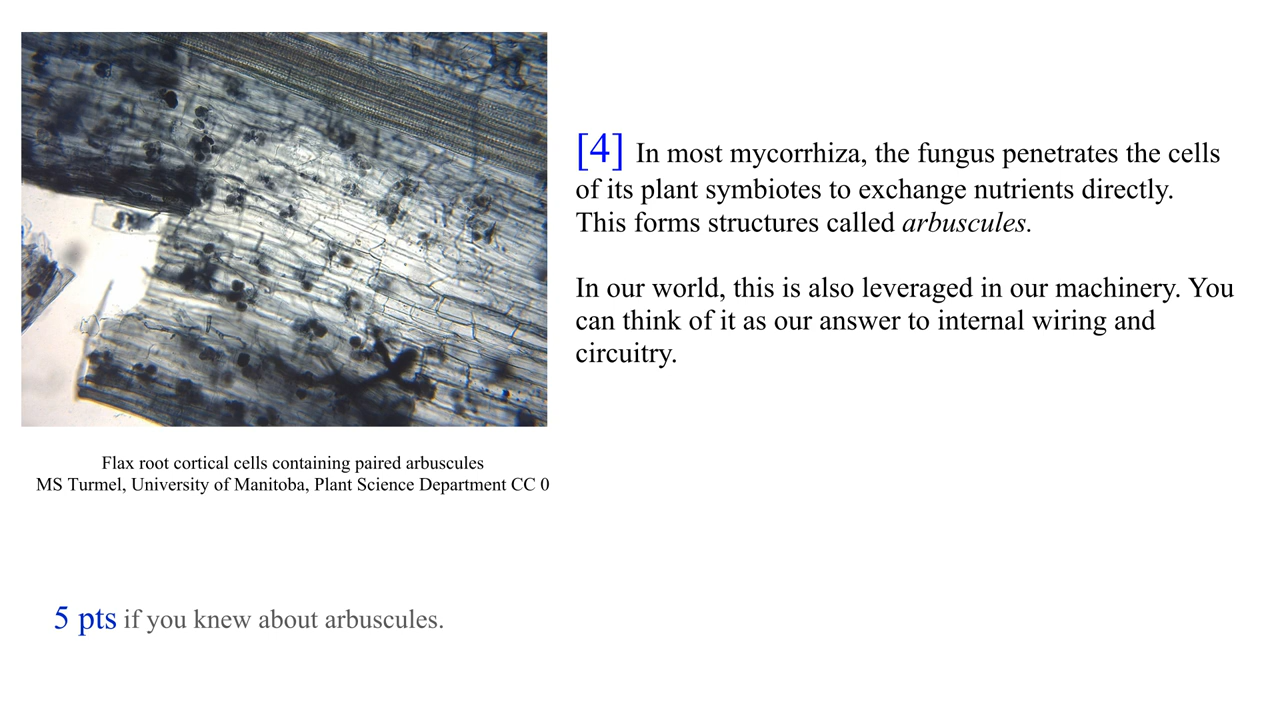 [4] In most mycorrhiza, the fungus penetrates the cells
of its plant symbiotes to exchange nutrients directly.
This forms structures called arbuscules.
In our world, this is also leveraged in our machinery. You
can think of it as our answer to internal wiring and
circuitry.
Flax root cortical cells containing paired arbuscules
MS Turmel, University of Manitoba, Plant Science Department CC 0
5 pts if you knew about arbuscules.